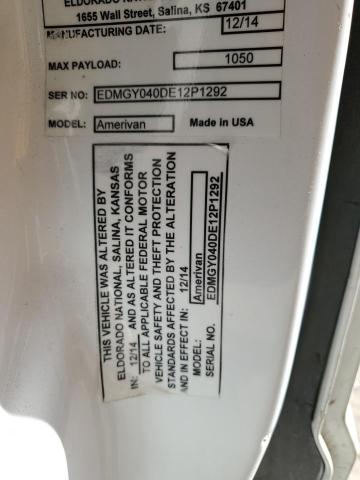 ELDORADO NATIONAL
1655 Wall Street, Salina, KS 67401
MANUFACTURING DATE: 12/14
MAX PAYLOAD: 1050
SER NO: EDMGY040DE12P1292
MODEL: Amerivan Made in USA
THIS VEHICLE WAS ALTERED BY
ELDORADO NATIONAL, SALINA, KANSAS
IN: 12/14 AND AS ALTERED IT CONFORMS
TO ALL APPLICABLE FEDERAL MOTOR
VEHICLE SAFETY AND THEFT PROTECTION
STANDARDS AFFECTED BY THE ALTERATION
AND IN EFFECT IN: 12/14
MODEL: Amerivan
SERIAL NO: EDMGY040DE12P1292